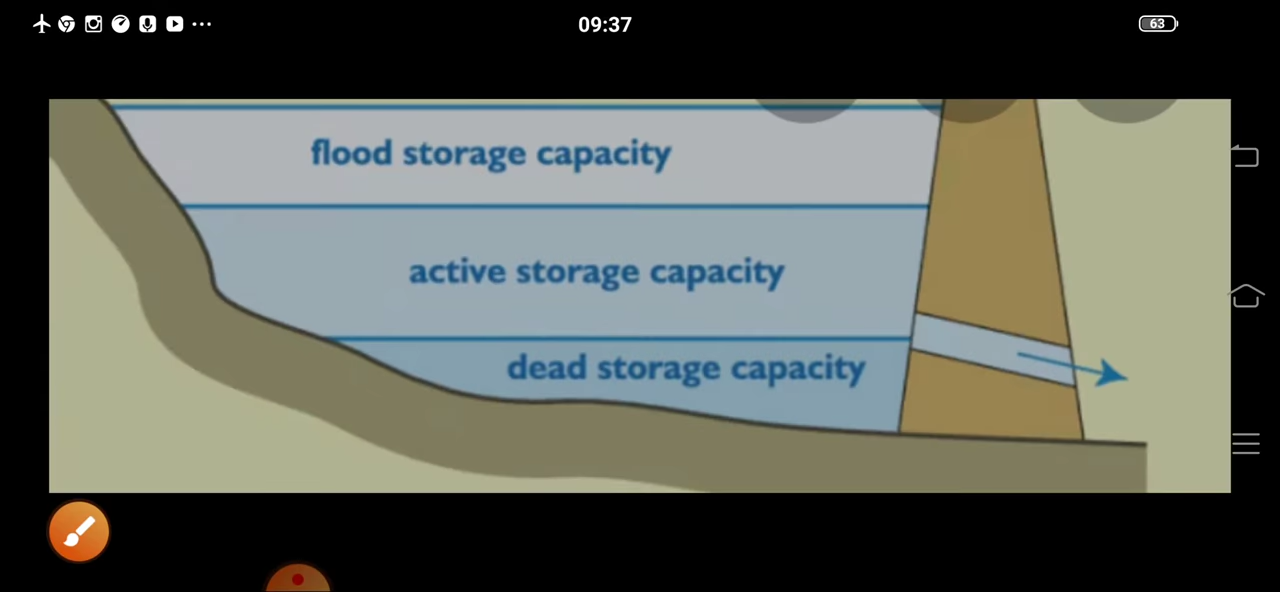 09:37
63
flood storage capacity
active storage capacity
dead storage capacity